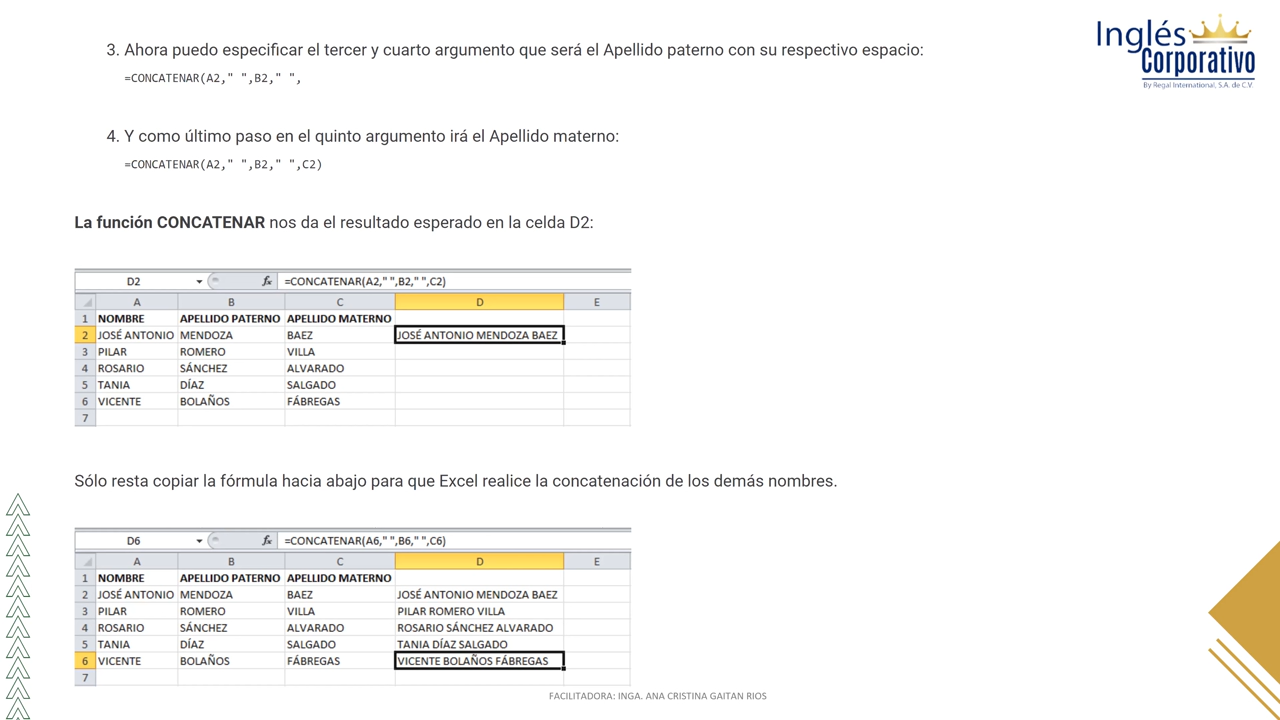 Inglés
Corporativo
By Regal International, S.A. de C.V.
3. Ahora puedo especificar el tercer y cuarto argumento que será el Apellido paterno con su respectivo espacio:
=CONCATENAR(A2," ",B2," ",
4. Y como último paso en el quinto argumento irá el Apellido materno:
=CONCATENAR(A2," ",B2," ",C2)
La función CONCATENAR nos da el resultado esperado en la celda D2:
D2 fx =CONCATENAR(A2," ",B2," ",C2)
A B C D E
1 NOMBRE APELLIDO PATERNO APELLIDO MATERNO
2 JOSÉ ANTONIO MENDOZA BAEZ JOSÉ ANTONIO MENDOZA BAEZ
3 PILAR ROMERO VILLA
4 ROSARIO SÁNCHEZ ALVARADO
5 TANIA DÍAZ SALGADO
6 VICENTE BOLAÑOS FÁBREGAS
7
Sólo resta copiar la fórmula hacia abajo para que Excel realice la concatenación de los demás nombres.
D6 fx =CONCATENAR(A6," ",B6," ",C6)
A B C D E
1 NOMBRE APELLIDO PATERNO APELLIDO MATERNO
2 JOSÉ ANTONIO MENDOZA BAEZ JOSÉ ANTONIO MENDOZA BAEZ
3 PILAR ROMERO VILLA PILAR ROMERO VILLA
4 ROSARIO SÁNCHEZ ALVARADO ROSARIO SÁNCHEZ ALVARADO
5 TANIA DÍAZ SALGADO TANIA DÍAZ SALGADO
6 VICENTE BOLAÑOS FÁBREGAS VICENTE BOLAÑOS FÁBREGAS
7
FACILITADORA: INGA. ANA CRISTINA GAITAN RIOS